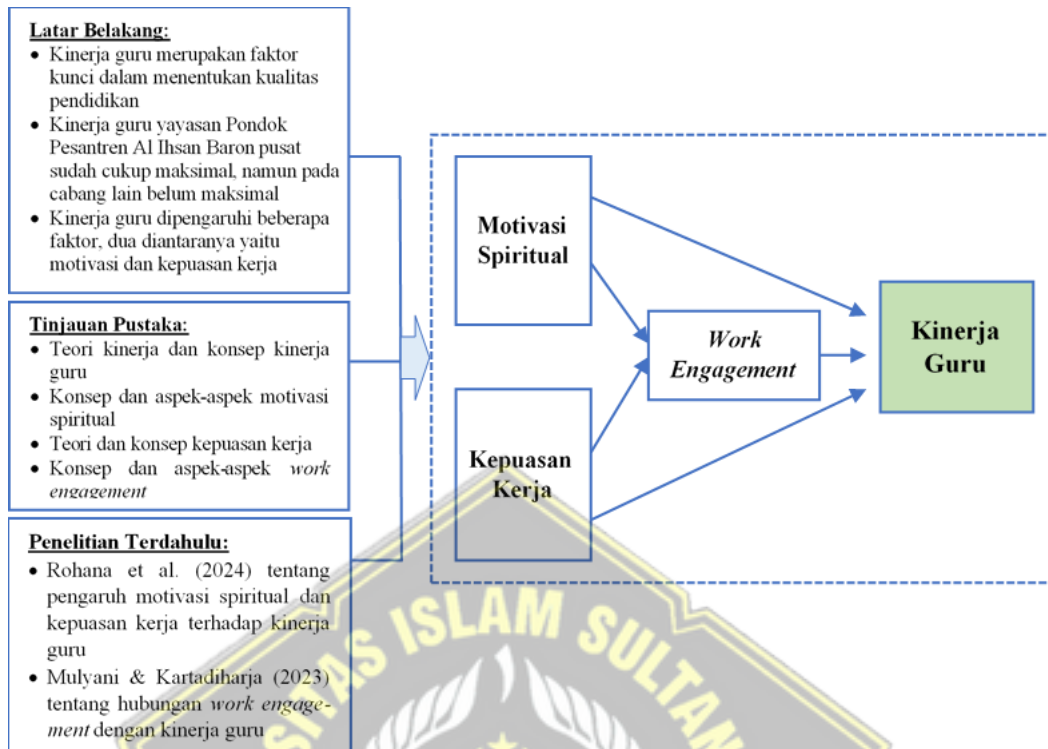 Latar Belakang:
• Kinerja guru merupakan faktor
kunci dalam menentukan kualitas
pendidikan
• Kinerja guru yayasan Pondok
Pesantren Al Ihsan Baron pusat
sudah cukup maksimal, namun pada
cabang lain belum maksimal
• Kinerja guru dipengaruhi beberapa
faktor, dua diantaranya yaitu
motivasi dan kepuasan kerja
Tinjauan Pustaka:
• Teori kinerja dan konsep kinerja
guru
• Konsep dan aspek-aspek motivasi
spiritual
• Teori dan konsep kepuasan kerja
• Konsep dan aspek-aspek work
engagement
Penelitian Terdahulu:
• Rohana et al. (2024) tentang
pengaruh motivasi spiritual dan
kepuasan kerja terhadap kinerja
guru
• Mulyani & Kartadiharja (2023)
tentang hubungan work engage-
ment dengan kinerja guru
Motivasi
Spiritual
Kepuasan
Kerja
Work
Engagement
Kinerja
Guru
SITAS ISLAM SULTAN